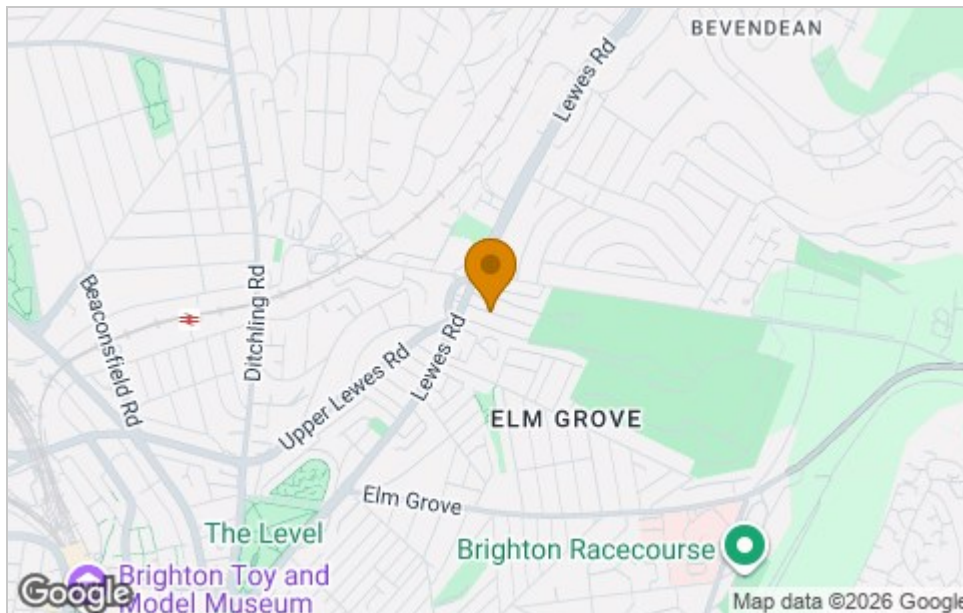 BEVENDEAN
Lewes Rd
Beaconsfield Rd
Ditchling Rd
Lewes Rd
Upper Lewes Rd
ELM GROVE
Elm Grove
The Level
Brighton Racecourse
Brighton Toy and
Model Museum
Google
Map data ©2026 Google